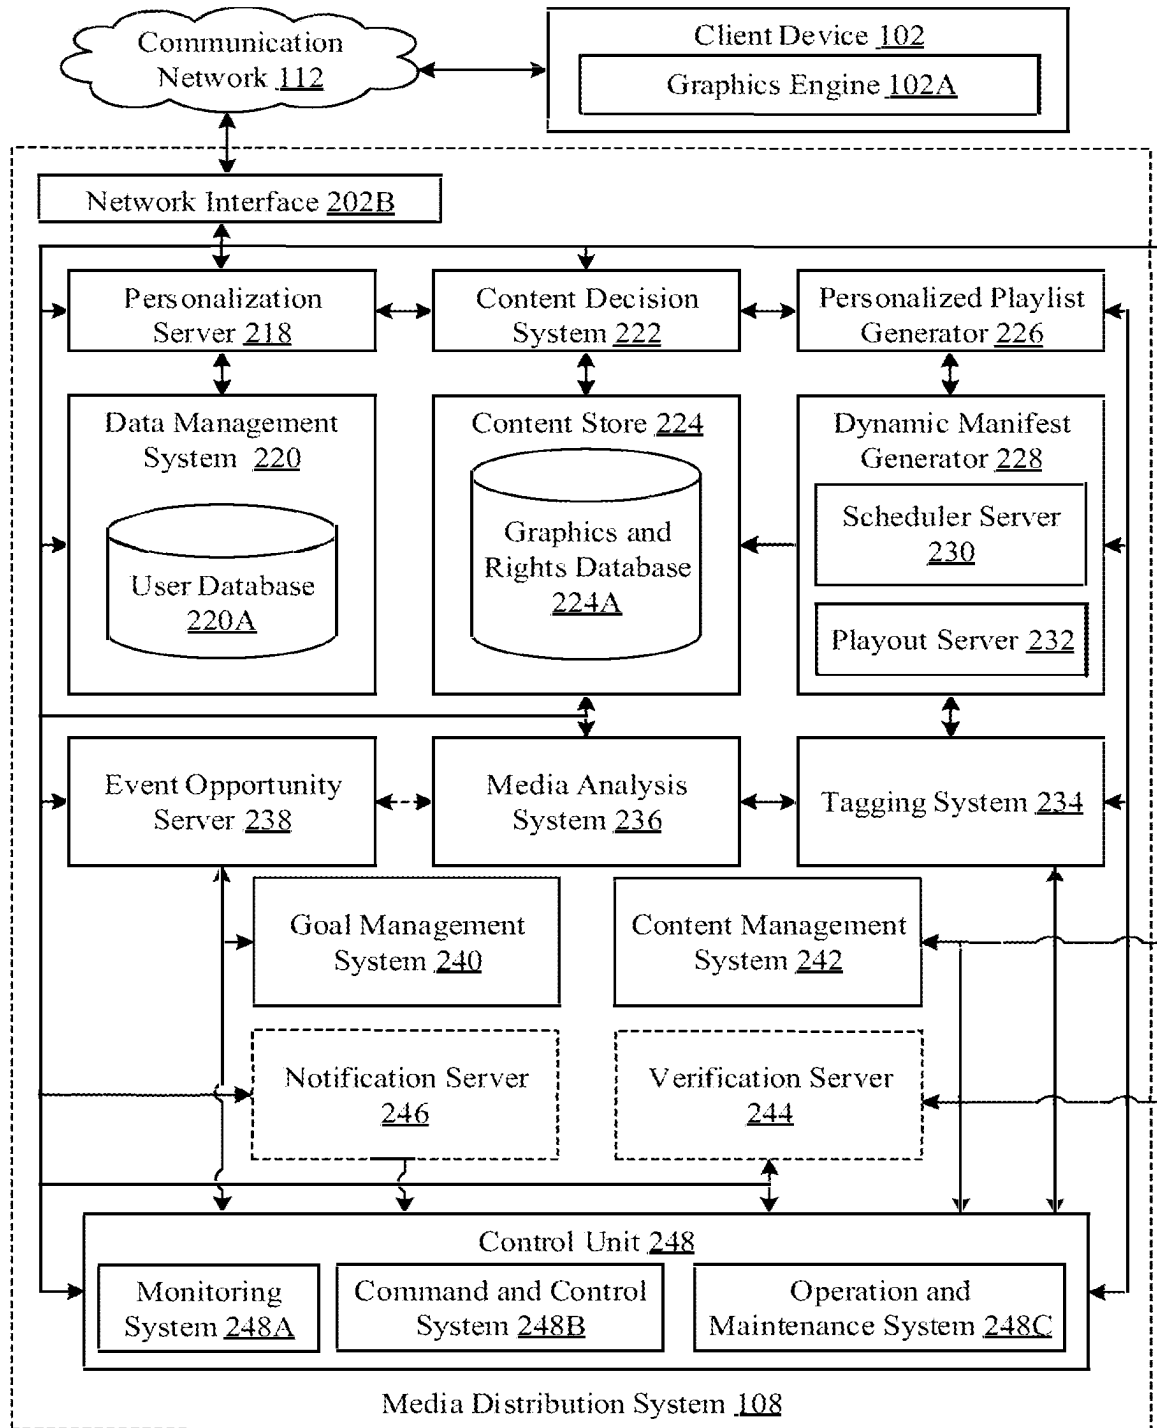 Communication
Network 112
Client Device 102
Graphics Engine 102A
Network Interface 202B
Personalization
Server 218
Content Decision
System 222
Personalized Playlist
Generator 226
Data Management
System 220
User Database
220A
Content Store 224
Graphics and
Rights Database
224A
Dynamic Manifest
Generator 228
Scheduler Server
230
Playout Server 232
Event Opportunity
Server 238
Media Analysis
System 236
Tagging System 234
Goal Management
System 240
Content Management
System 242
Notification Server
246
Verification Server
244
Control Unit 248
Monitoring
System 248A
Command and Control
System 248B
Operation and
Maintenance System 248C
Media Distribution System 108